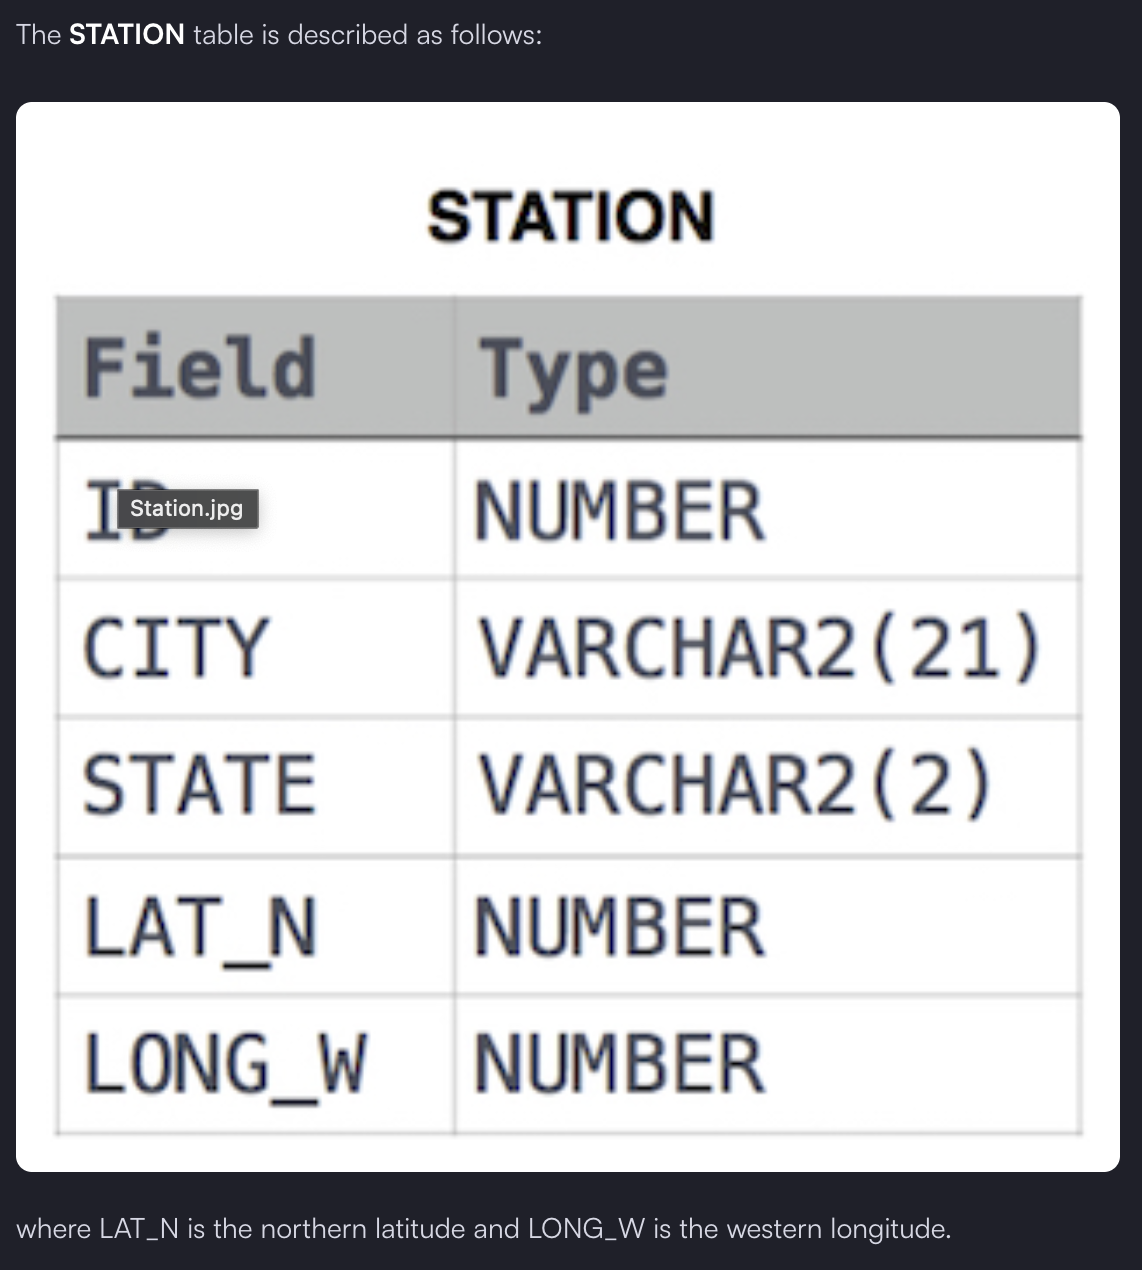 The STATION table is described as follows:
STATION
Field Type
ID NUMBER
Station.jpg
CITY VARCHAR2(21)
STATE VARCHAR2(2)
LAT_N NUMBER
LONG_W NUMBER
where LAT_N is the northern latitude and LONG_W is the western longitude.